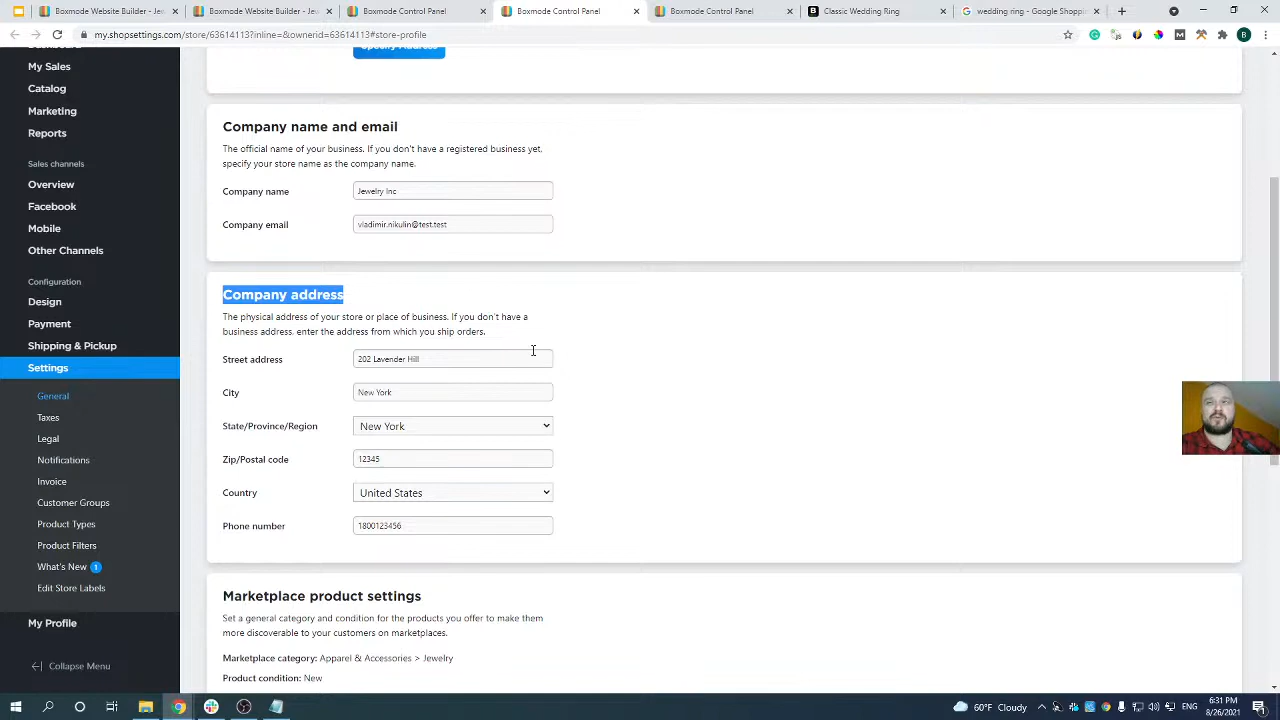 Boxmode Website Builder - Je
Boxmode Website Builder - Je
Boxmode Control Panel
Boxmode Control Panel
Boxmode Control Panel
Classic Wedding Ring
wedding ring - Google Shoppin
my.shopsettings.com/store/63614113?inline=&ownerid=63614113#store-profile
Dashboard
My Sales
Catalog
Marketing
Reports
Sales channels
Overview
Facebook
Mobile
Other Channels
Configuration
Design
Payment
Shipping & Pickup
Settings
General
Taxes
Legal
Notifications
Invoice
Customer Groups
Product Types
Product Filters
What's New 1
Edit Store Labels
My Profile
Collapse Menu
Specify Address
Company name and email
The official name of your business. If you don't have a registered business yet,
specify your store name as the company name.
Company name Jewelry Inc
Company email vladimir.nikulin@test.test
Company address
The physical address of your store or place of business. If you don't have a
business address, enter the address from which you ship orders.
Street address 202 Lavender Hill
City New York
State/Province/Region New York
Zip/Postal code 12345
Country United States
Phone number 1800123456
Marketplace product settings
Set a general category and condition for the products you offer to make them
more discoverable to your customers on marketplaces.
Marketplace category: Apparel & Accessories > Jewelry
Product condition: New
60°F Cloudy
ENG
6:31 PM
8/26/2021